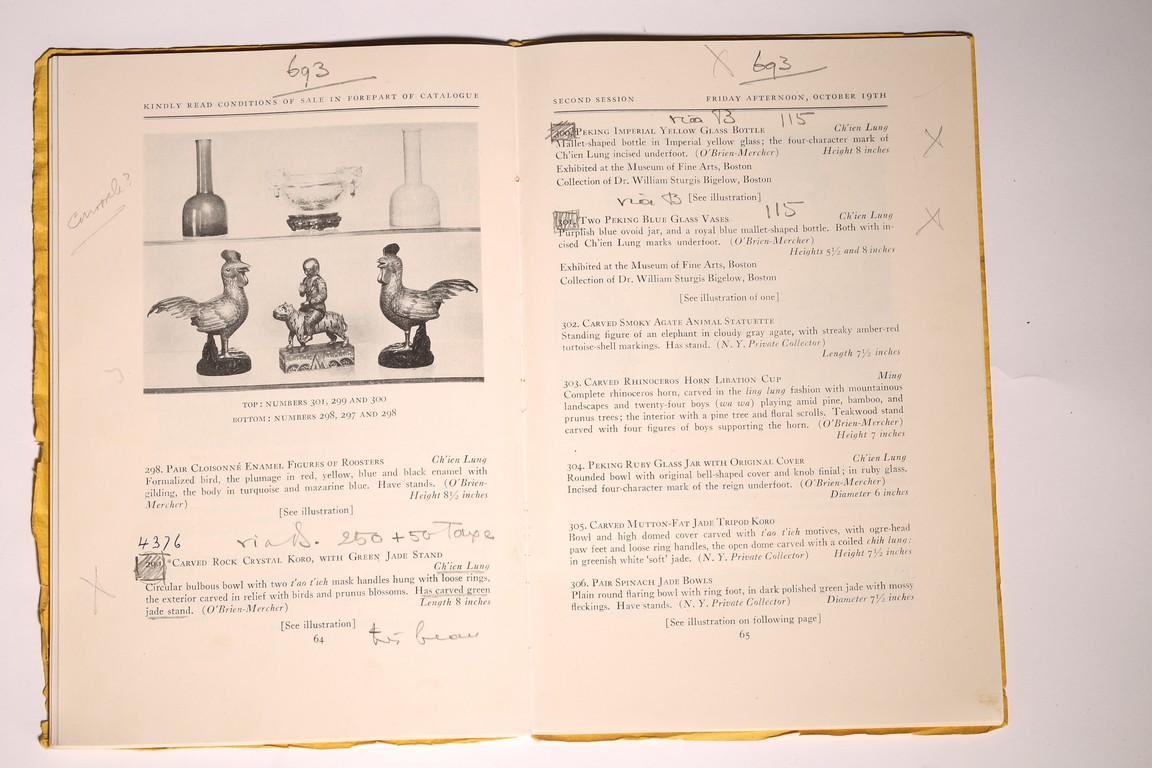 693
KINDLY READ CONDITIONS OF SALE IN FOREPART OF CATALOGUE
TOP: NUMBERS 301, 299 AND 300
BOTTOM: NUMBERS 298, 297 AND 298
298. PAIR CLOISONNÉ ENAMEL FIGURES OF ROOSTERS Ch'ien Lung
Formalized bird, the plumage in red, yellow, blue and black enamel with
gilding, the body in turquoise and mazarine blue. Have stands. (O'Brien-
Mercher) Height 8½ inches
[See illustration]
4376 via B. 250 + 50 Taxe
*CARVED ROCK CRYSTAL KORO, WITH GREEN JADE STAND
Ch'ien Lung
Circular bulbous bowl with two t'ao t'ieh mask handles hung with loose rings,
the exterior carved in relief with birds and prunus blossoms. Has carved green
jade stand. (O'Brien-Mercher) Length 8 inches
[See illustration]
64
très beau
X 693
SECOND SESSION FRIDAY AFTERNOON, OCTOBER 19TH
via B 115
300. PEKING IMPERIAL YELLOW GLASS BOTTLE Ch'ien Lung
Mallet-shaped bottle in Imperial yellow glass; the four-character mark of
Ch'ien Lung incised underfoot. (O'Brien-Mercher) Height 8 inches
Exhibited at the Museum of Fine Arts, Boston
Collection of Dr. William Sturgis Bigelow, Boston
via B [See illustration]
115
301. TWO PEKING BLUE GLASS VASES Ch'ien Lung
Purplish blue ovoid jar, and a royal blue mallet-shaped bottle. Both with in-
cised Ch'ien Lung marks underfoot. (O'Brien-Mercher)
Heights 5½ and 8 inches
Exhibited at the Museum of Fine Arts, Boston
Collection of Dr. William Sturgis Bigelow, Boston
[See illustration of one]
302. CARVED SMOKY AGATE ANIMAL STATUETTE
Standing figure of an elephant in cloudy gray agate, with streaky amber-red
tortoise-shell markings. Has stand. (N. Y. Private Collector)
Length 7½ inches
303. CARVED RHINOCEROS HORN LIBATION CUP Ming
Complete rhinoceros horn, carved in the ling lung fashion with mountainous
landscapes and twenty-four boys (wa wa) playing amid pine, bamboo, and
prunus trees; the interior with a pine tree and floral scrolls. Teakwood stand
carved with four figures of boys supporting the horn. (O'Brien-Mercher)
Height 7 inches
304. PEKING RUBY GLASS JAR WITH ORIGINAL COVER Ch'ien Lung
Rounded bowl with original bell-shaped cover and knob finial; in ruby glass.
Incised four-character mark of the reign underfoot. (O'Brien-Mercher)
Diameter 6 inches
305. CARVED MUTTON-FAT JADE TRIPOD KORO
Bowl and high domed cover carved with t'ao t'ieh motives, with ogre-head
paw feet and loose ring handles, the open dome carved with a coiled chih lung;
in greenish white 'soft' jade. (N. Y. Private Collector) Height 7½ inches
306. PAIR SPINACH JADE BOWLS
Plain round flaring bowl with ring foot, in dark polished green jade with mossy
fleckings. Have stands. (N. Y. Private Collector) Diameter 7½ inches
[See illustration on following page]
65